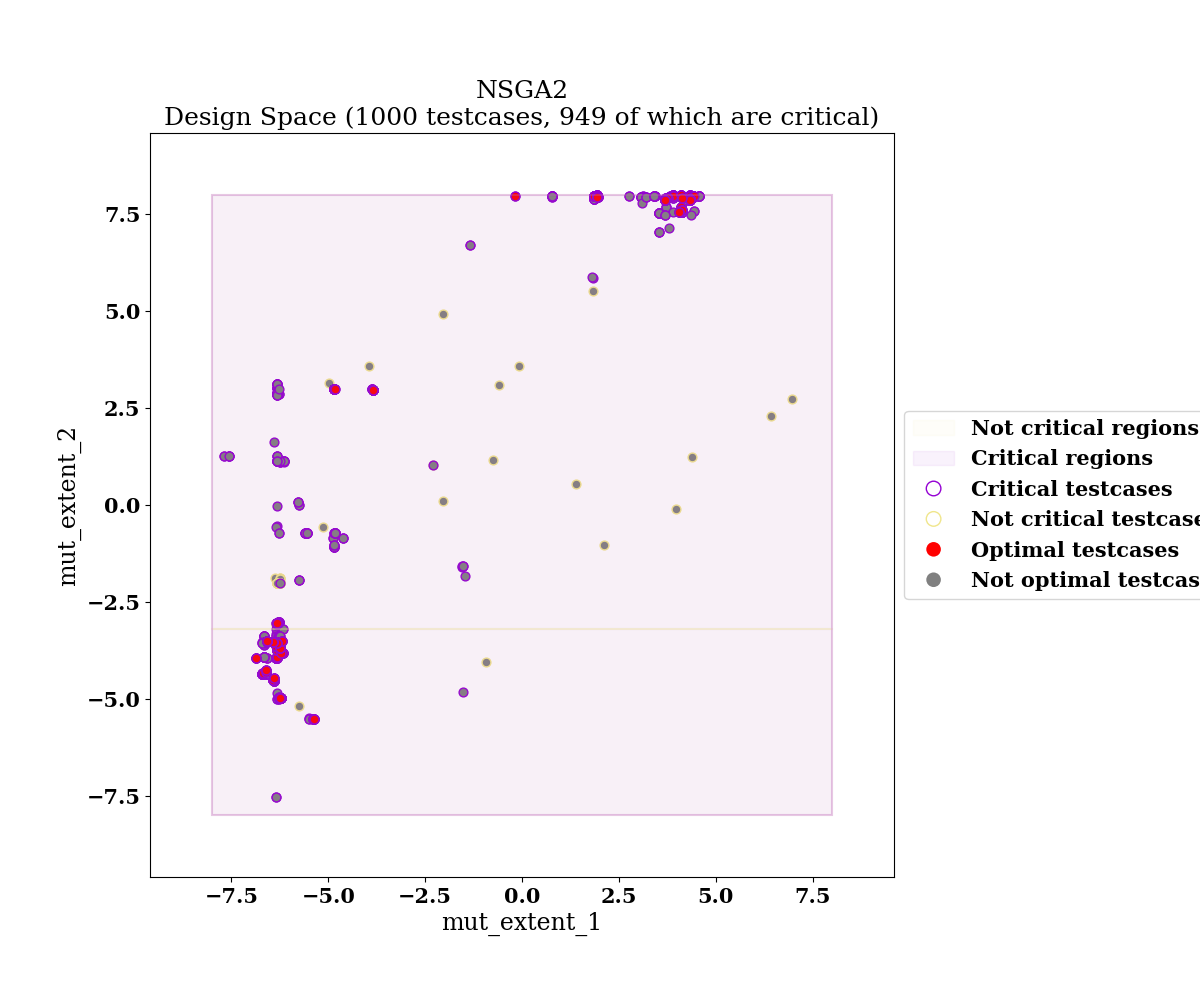 NSGA2
Design Space (1000 testcases, 949 of which are critical)
mut_extent_2
7.5
5.0
2.5
0.0
−2.5
−5.0
−7.5
−7.5
−5.0
−2.5
0.0
2.5
5.0
7.5
mut_extent_1
Not critical regions
Critical regions
Critical testcases
Not critical testcase
Optimal testcases
Not optimal testcas